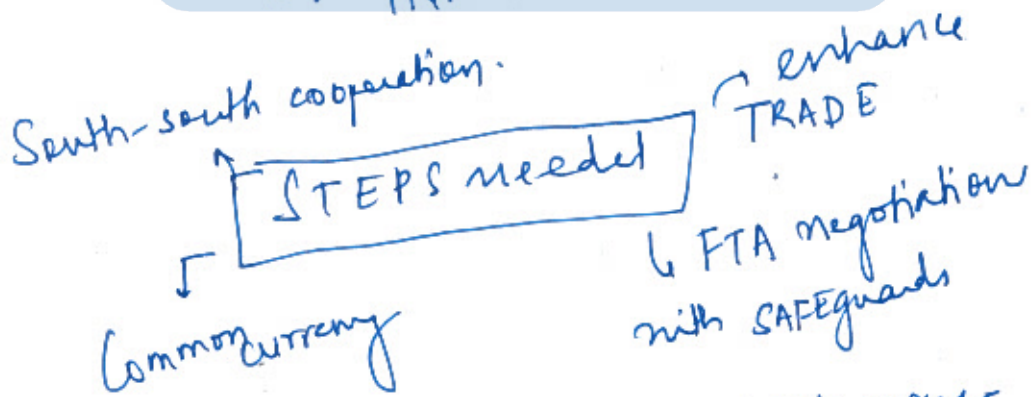 South-south cooperation.
enhance
TRADE
STEPS needed
FTA negotiation
with SAFEguards
Common currency